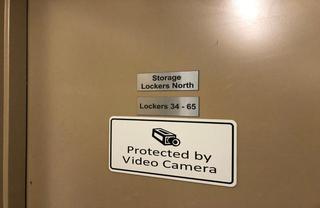 Storage
Lockers North
Lockers 34 - 65
Protected by
Video Camera